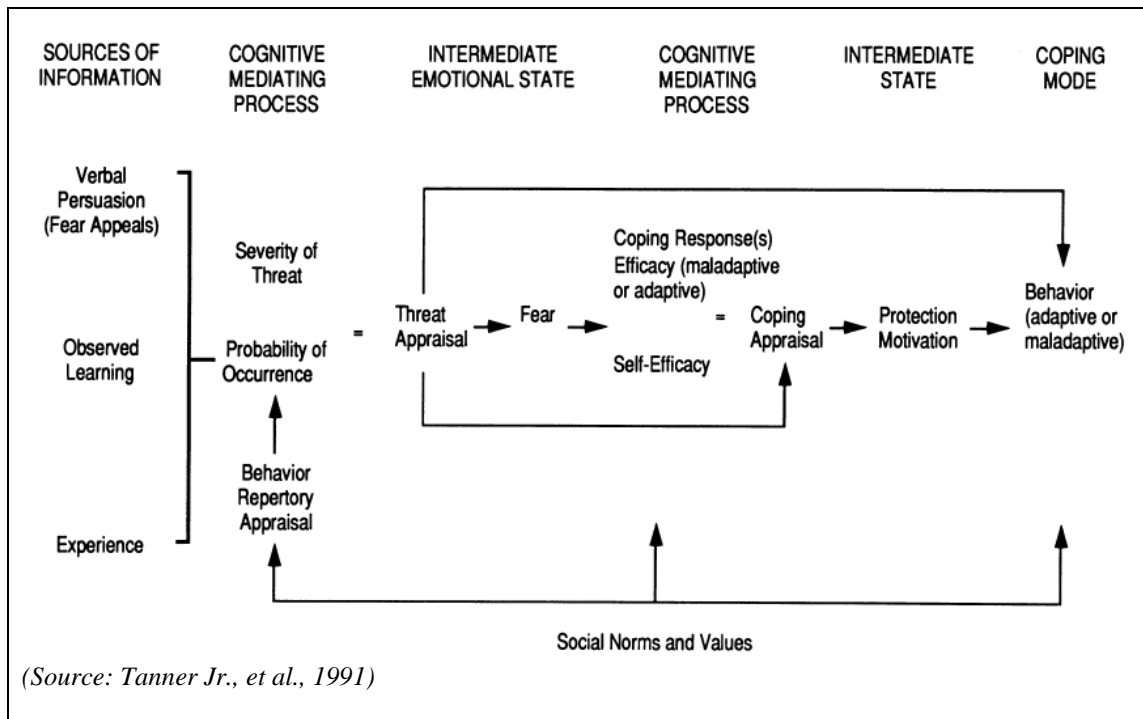 SOURCES OF
INFORMATION
COGNITIVE
MEDIATING
PROCESS
INTERMEDIATE
EMOTIONAL STATE
COGNITIVE
MEDIATING
PROCESS
INTERMEDIATE
STATE
COPING
MODE
Verbal
Persuasion
(Fear Appeals)
Observed
Learning
Experience
Severity of
Threat
Probability of
Occurrence
Behavior
Repertory
Appraisal
=
Threat
Appraisal
Fear
Coping Response(s)
Efficacy (maladaptive
or adaptive)
Self-Efficacy
=
Coping
Appraisal
Protection
Motivation
Behavior
(adaptive or
maladaptive)
Social Norms and Values
(Source: Tanner Jr., et al., 1991)